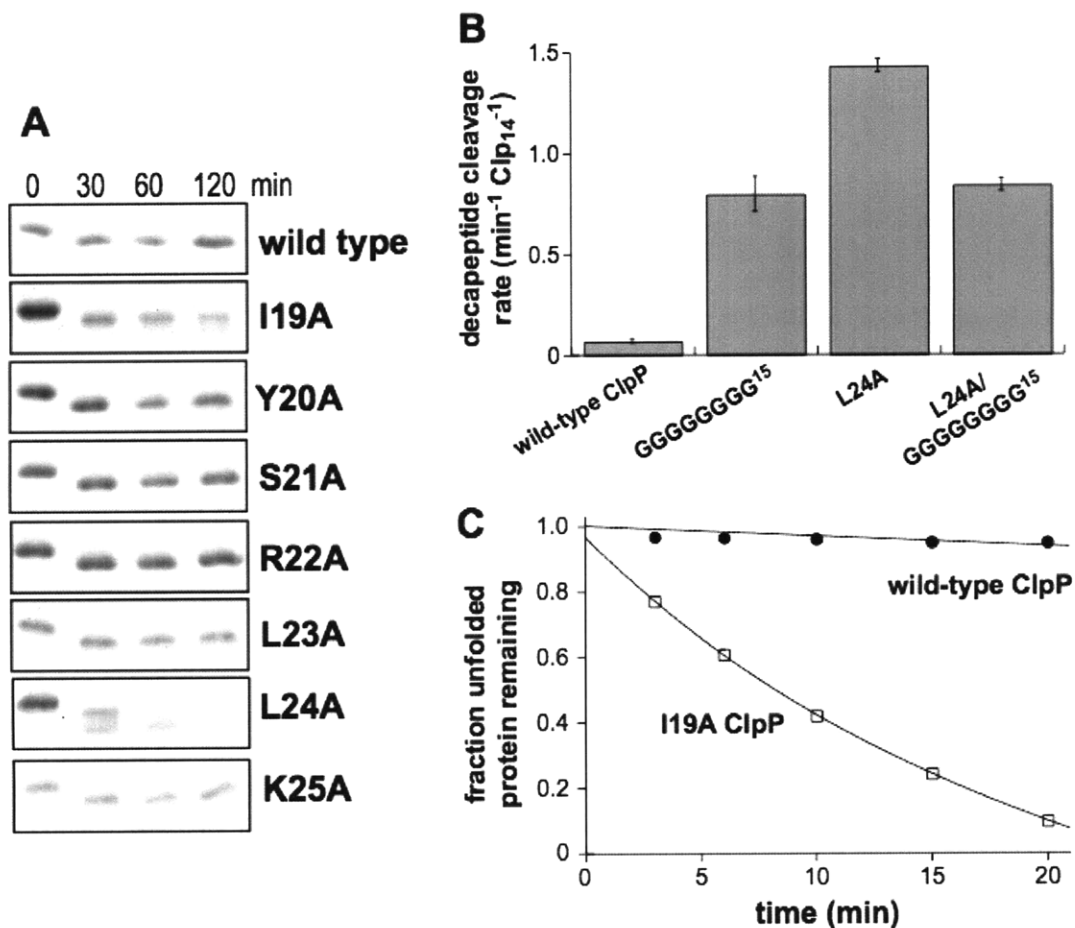 A
0 30 60 120 min
wild type
I19A
Y20A
S21A
R22A
L23A
L24A
K25A
B
decapeptide cleavage
rate (min⁻¹ Clp₁₄⁻¹)
1.5
1.0
0.5
0
wild-type ClpP
GGGGGGGG¹⁵
L24A
L24A/
GGGGGGGG¹⁵
C
fraction unfolded
protein remaining
1.0
0.8
0.6
0.4
0.2
0
wild-type ClpP
I19A ClpP
0 5 10 15 20
time (min)